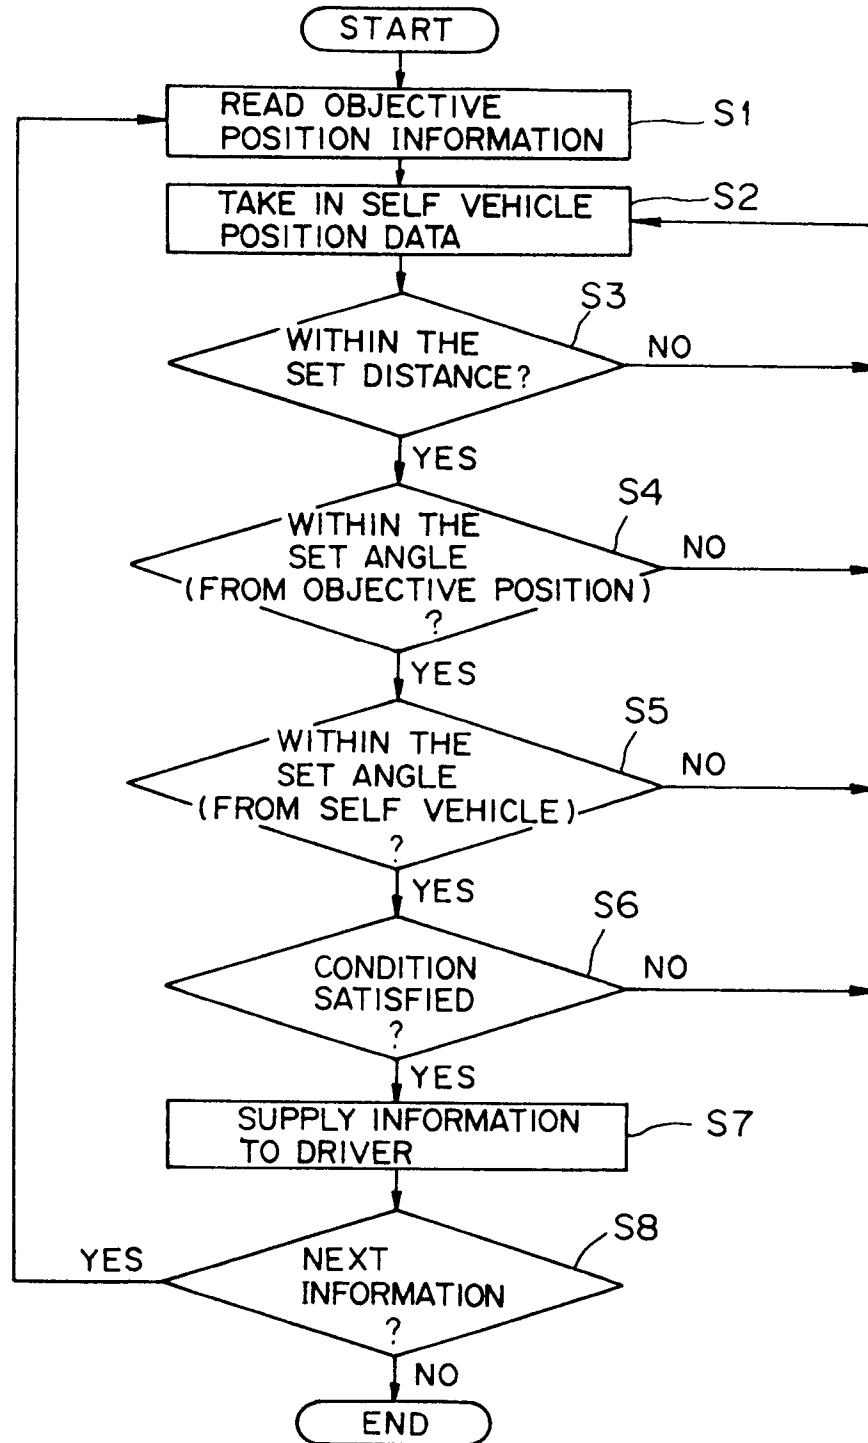 START
READ OBJECTIVE
POSITION INFORMATION
S1
TAKE IN SELF VEHICLE
POSITION DATA
S2
WITHIN THE
SET DISTANCE?
S3
NO
YES
WITHIN THE
SET ANGLE
(FROM OBJECTIVE POSITION)
?
S4
NO
YES
WITHIN THE
SET ANGLE
(FROM SELF VEHICLE)
?
S5
NO
YES
CONDITION
SATISFIED
?
S6
NO
YES
SUPPLY INFORMATION
TO DRIVER
S7
NEXT
INFORMATION
?
S8
YES
NO
END